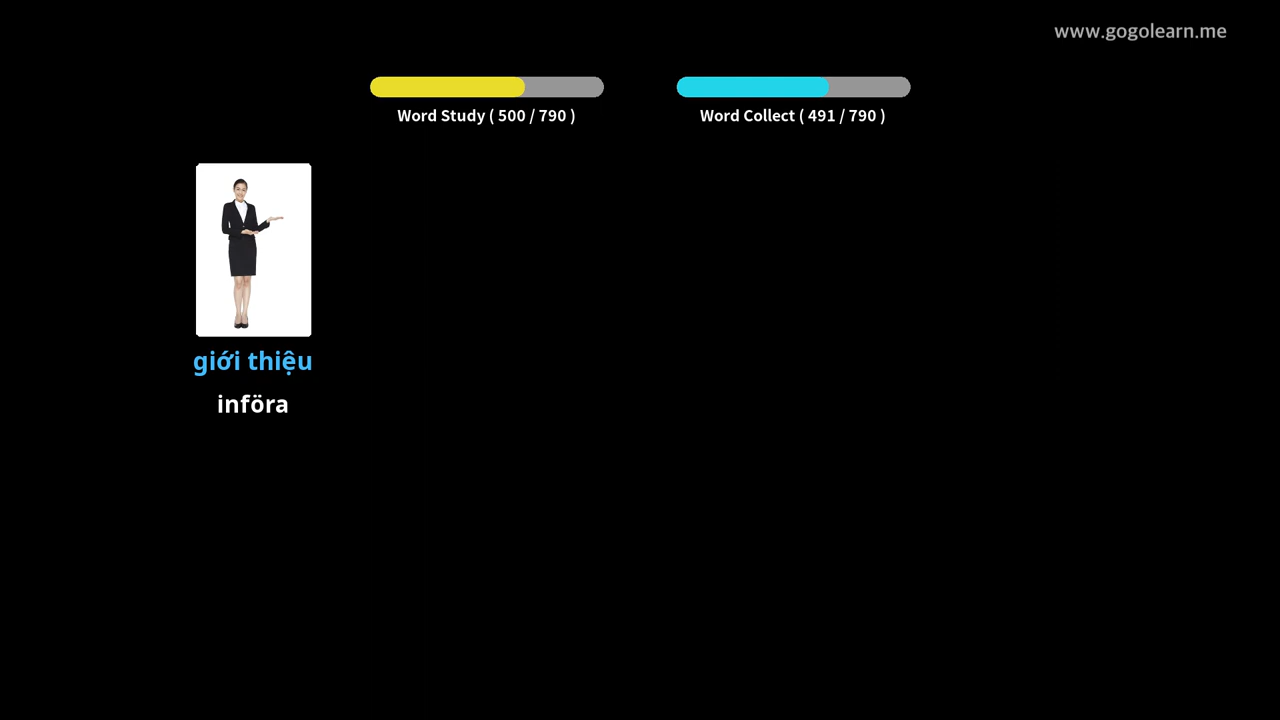 www.gogolearn.me
Word Study ( 500 / 790 )
Word Collect ( 491 / 790 )
giới thiệu
införa